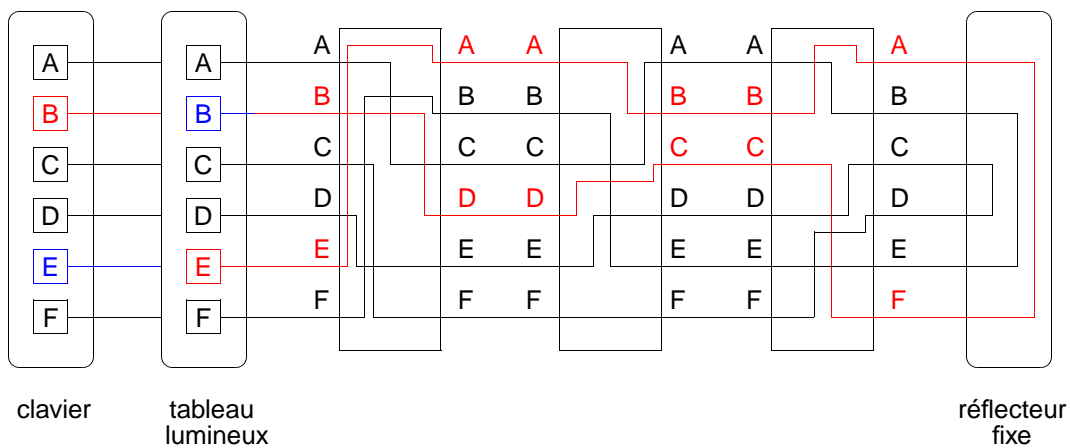 A A A A A A A A
B B B B B B B B
C C C C C C C C
D D D D D D D D
E E E E E E E E
F F F F F F F F
clavier tableau réflecteur
lumineux fixe